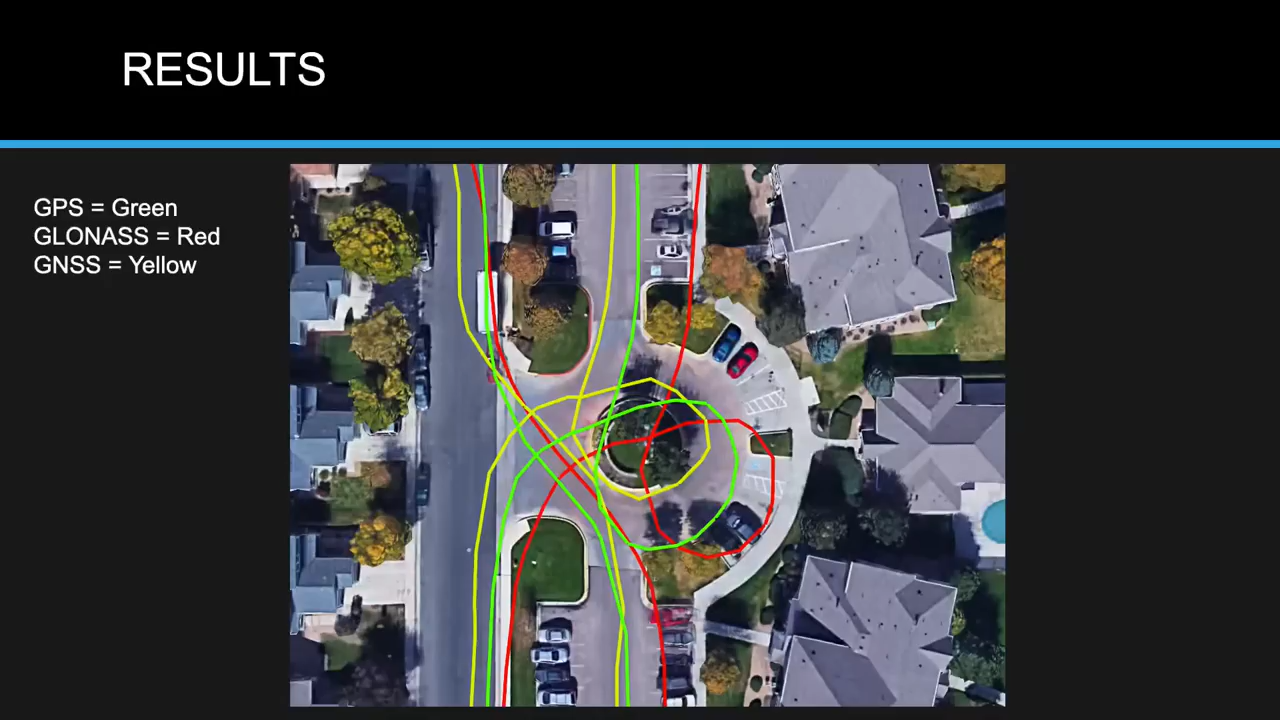 RESULTS
GPS = Green
GLONASS = Red
GNSS = Yellow